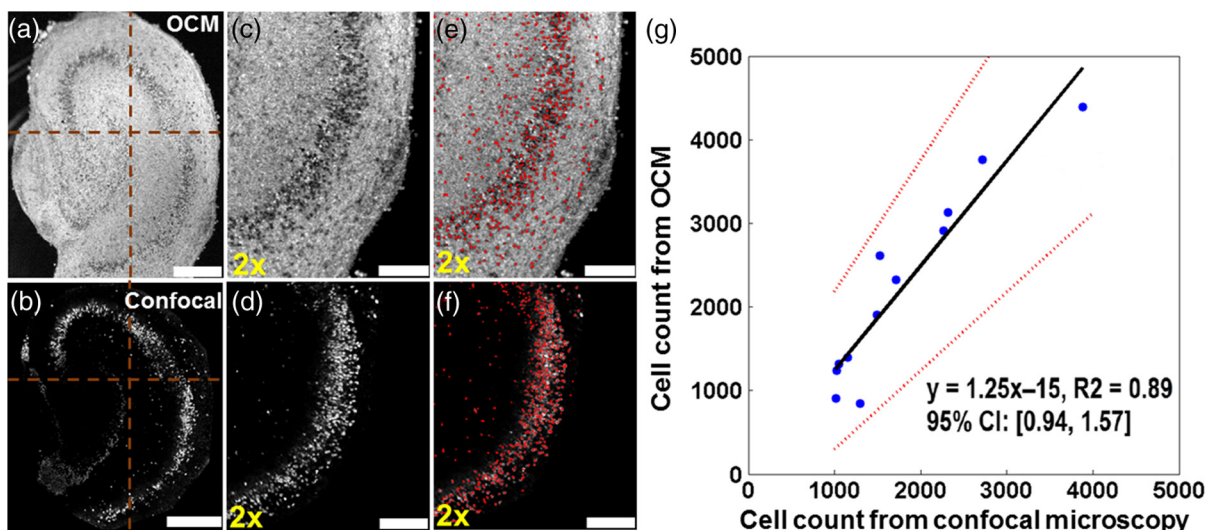 (a)
OCM
(c)
(e)
2x
2x
(b)
Confocal
(d)
(f)
2x
2x
(g)
Cell count from OCM
5000
4000
3000
2000
1000
0
y = 1.25x–15, R2 = 0.89
95% CI: [0.94, 1.57]
0 1000 2000 3000 4000 5000
Cell count from confocal microscopy